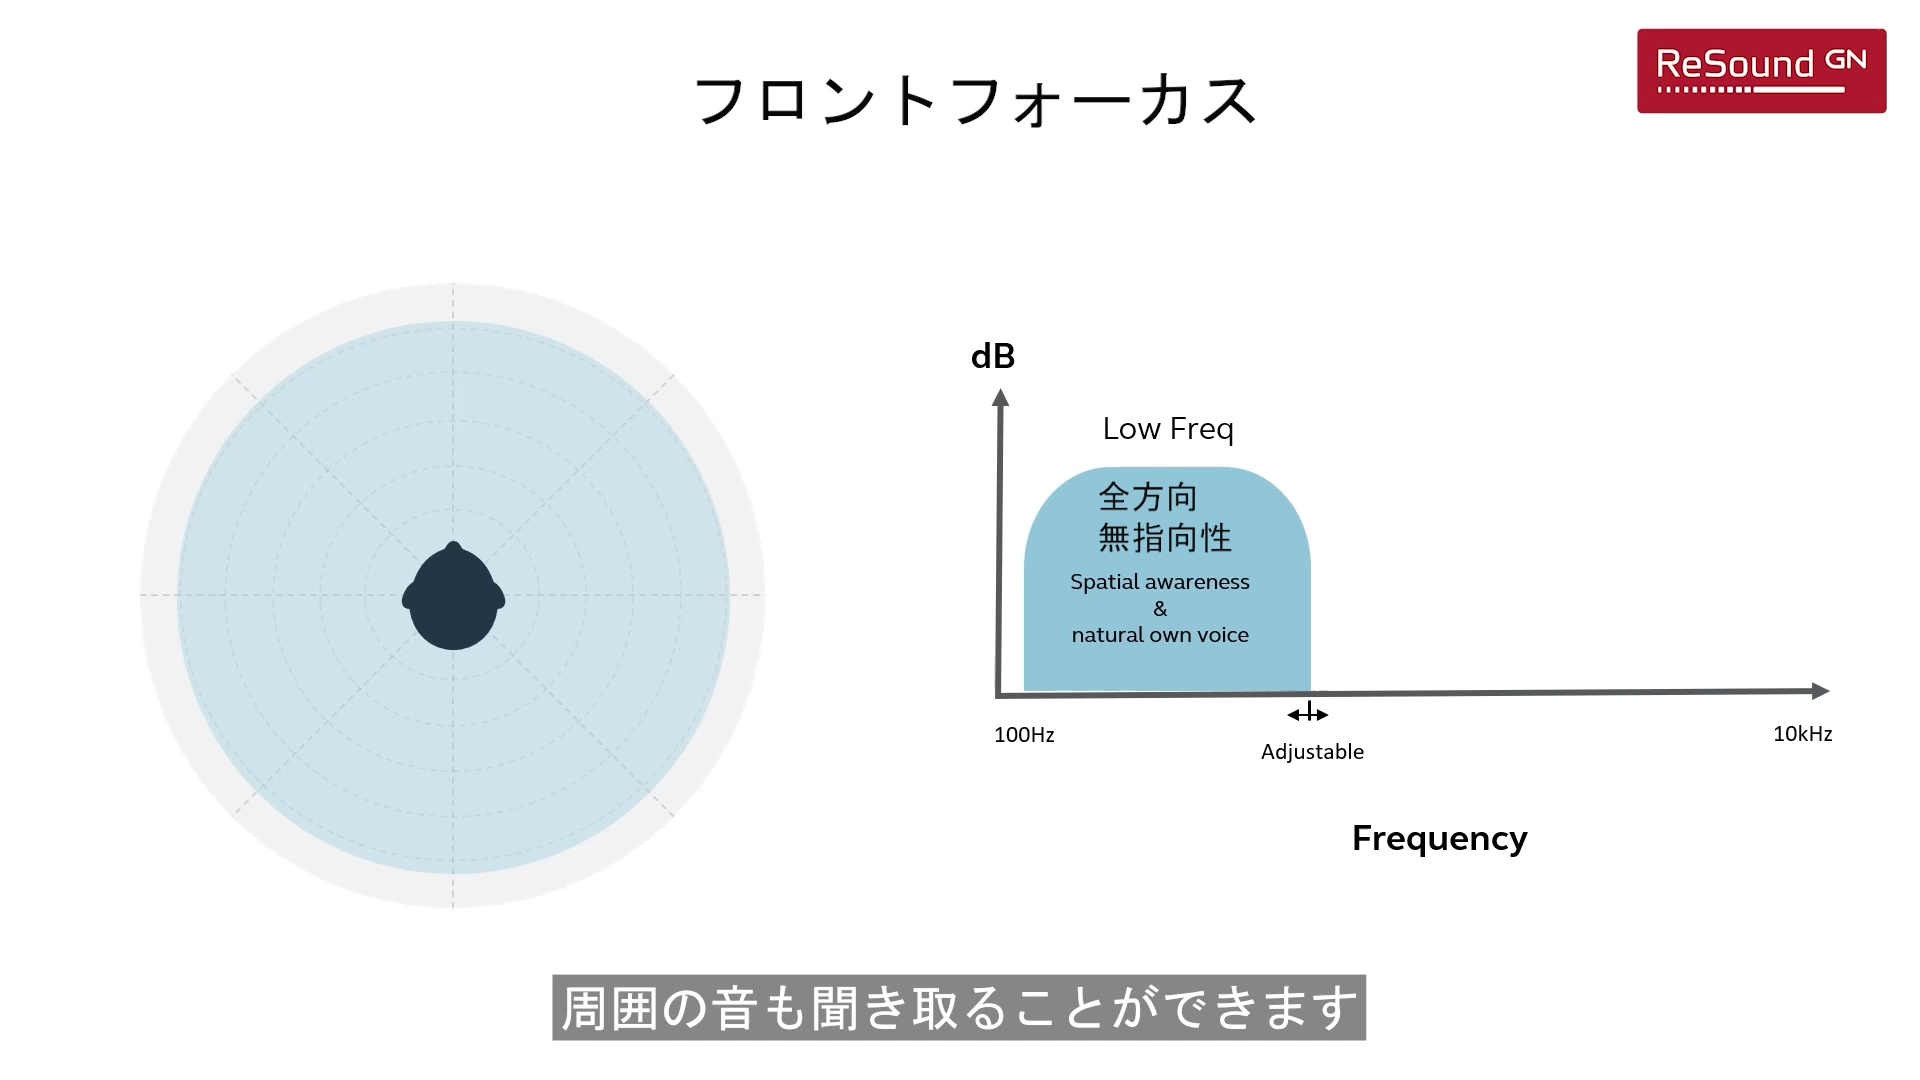 フロントフォーカス
ReSound GN
dB
Low Freq
全方向
無指向性
Spatial awareness
&
natural own voice
100Hz
10kHz
Adjustable
Frequency
周囲の音も聞き取ることができます